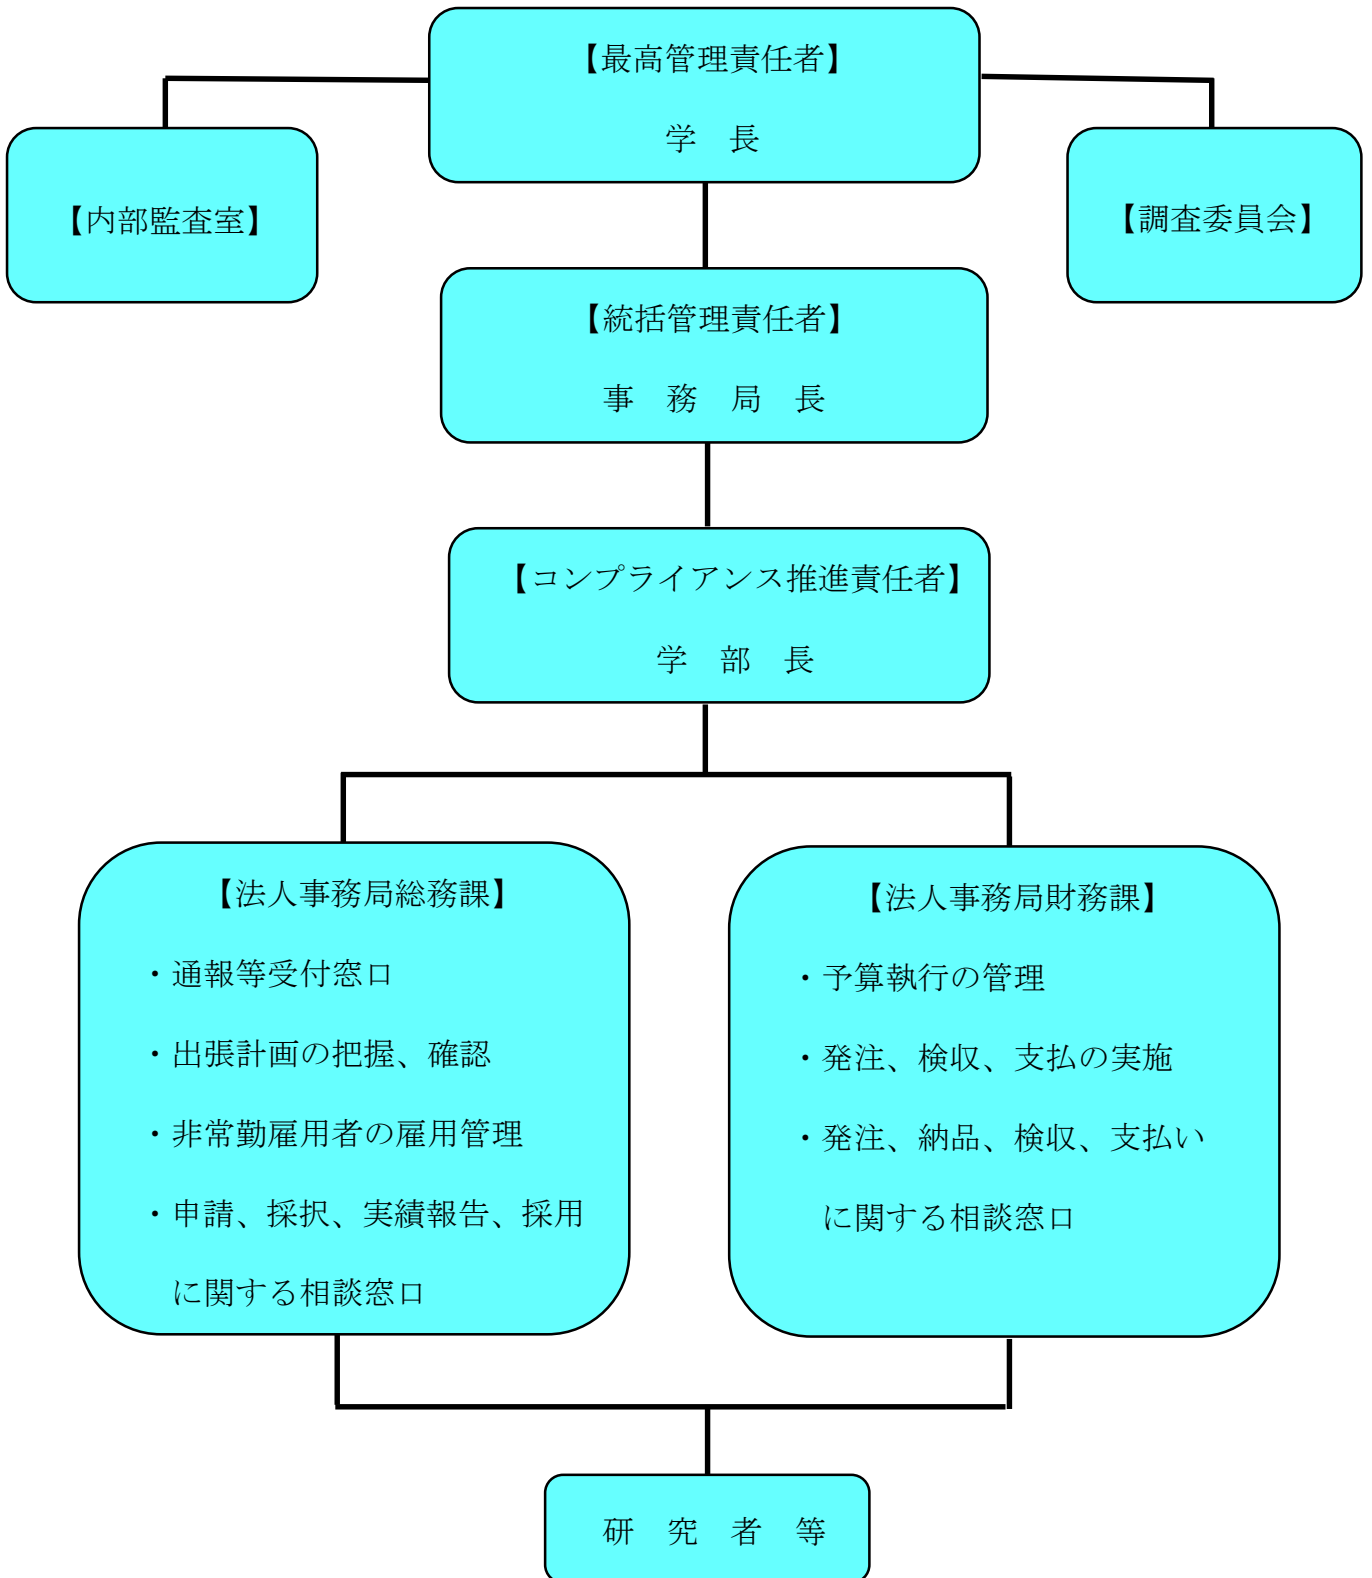 【最高管理責任者】
学　長
【内部監査室】
【調査委員会】
【統括管理責任者】
事　務　局　長
【コンプライアンス推進責任者】
学　部　長
【法人事務局総務課】
・通報等受付窓口
・出張計画の把握、確認
・非常勤雇用者の雇用管理
・申請、採択、実績報告、採用
に関する相談窓口
【法人事務局財務課】
・予算執行の管理
・発注、検収、支払の実施
・発注、納品、検収、支払い
に関する相談窓口
研　究　者　等